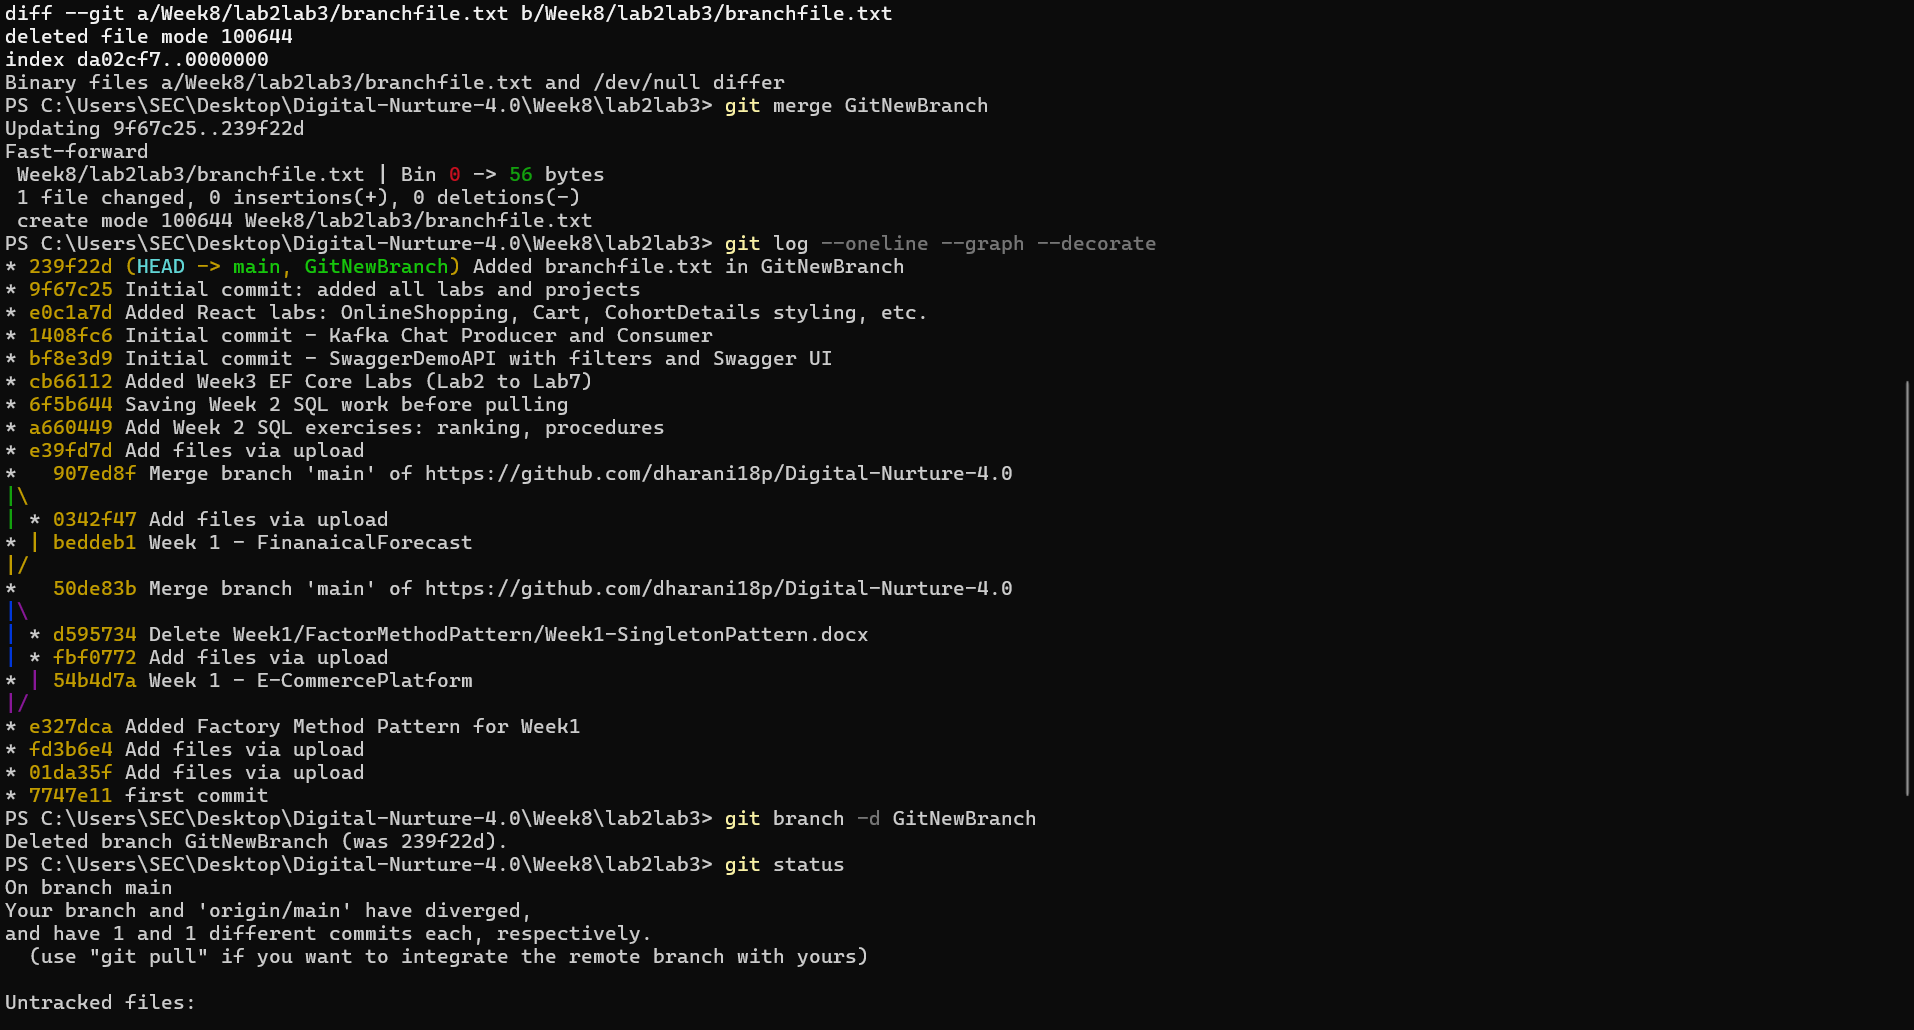 diff --git a/Week8/lab2lab3/branchfile.txt b/Week8/lab2lab3/branchfile.txt
deleted file mode 100644
index da02cf7..0000000
Binary files a/Week8/lab2lab3/branchfile.txt and /dev/null differ
PS C:\Users\SEC\Desktop\Digital-Nurture-4.0\Week8\lab2lab3> git merge GitNewBranch
Updating 9f67c25..239f22d
Fast-forward
 Week8/lab2lab3/branchfile.txt | Bin 0 -> 56 bytes
 1 file changed, 0 insertions(+), 0 deletions(-)
 create mode 100644 Week8/lab2lab3/branchfile.txt
PS C:\Users\SEC\Desktop\Digital-Nurture-4.0\Week8\lab2lab3> git log --oneline --graph --decorate
* 239f22d (HEAD -> main, GitNewBranch) Added branchfile.txt in GitNewBranch
* 9f67c25 Initial commit: added all labs and projects
* e0c1a7d Added React labs: OnlineShopping, Cart, CohortDetails styling, etc.
* 1408fc6 Initial commit - Kafka Chat Producer and Consumer
* bf8e3d9 Initial commit - SwaggerDemoAPI with filters and Swagger UI
* cb66112 Added Week3 EF Core Labs (Lab2 to Lab7)
* 6f5b644 Saving Week 2 SQL work before pulling
* a660449 Add Week 2 SQL exercises: ranking, procedures
* e39fd7d Add files via upload
*   907ed8f Merge branch 'main' of https://github.com/dharani18p/Digital-Nurture-4.0
|\
| * 0342f47 Add files via upload
* | beddeb1 Week 1 - FinanaicalForecast
|/
*   50de83b Merge branch 'main' of https://github.com/dharani18p/Digital-Nurture-4.0
|\
| * d595734 Delete Week1/FactorMethodPattern/Week1-SingletonPattern.docx
| * fbf0772 Add files via upload
* | 54b4d7a Week 1 - E-CommercePlatform
|/
* e327dca Added Factory Method Pattern for Week1
* fd3b6e4 Add files via upload
* 01da35f Add files via upload
* 7747e11 first commit
PS C:\Users\SEC\Desktop\Digital-Nurture-4.0\Week8\lab2lab3> git branch -d GitNewBranch
Deleted branch GitNewBranch (was 239f22d).
PS C:\Users\SEC\Desktop\Digital-Nurture-4.0\Week8\lab2lab3> git status
On branch main
Your branch and 'origin/main' have diverged,
and have 1 and 1 different commits each, respectively.
  (use "git pull" if you want to integrate the remote branch with yours)

Untracked files: